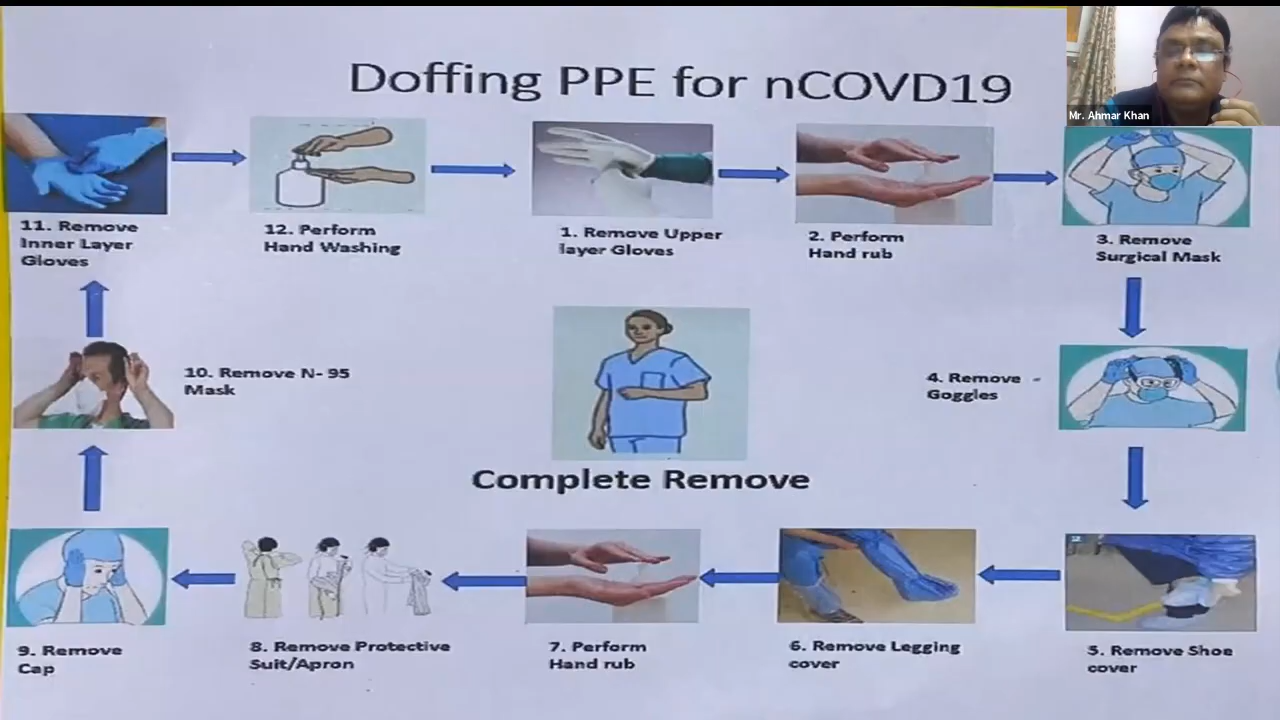 Doffing PPE for nCOVD19
Mr. Ahmar Khan
11. Remove
Inner Layer
Gloves
12. Perform
Hand Washing
1. Remove Upper
layer Gloves
2. Perform
Hand rub
3. Remove
Surgical Mask
10. Remove N- 95
Mask
4. Remove -
Goggles
Complete Remove
9. Remove
Cap
8. Remove Protective
Suit/Apron
7. Perform
Hand rub
6. Remove Legging
cover
5. Remove Shoe
cover